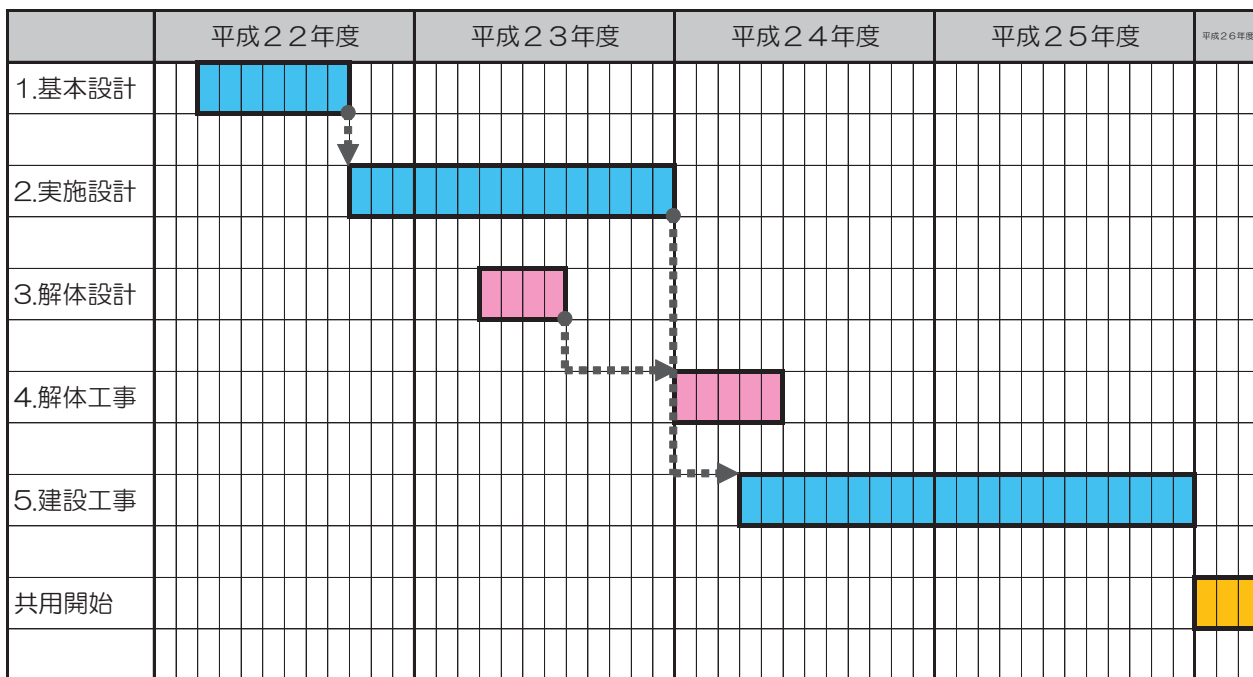 平成２２年度 平成２３年度 平成２４年度 平成２５年度 平成２６年度
1.基本設計
2.実施設計
3.解体設計
4.解体工事
5.建設工事
共用開始